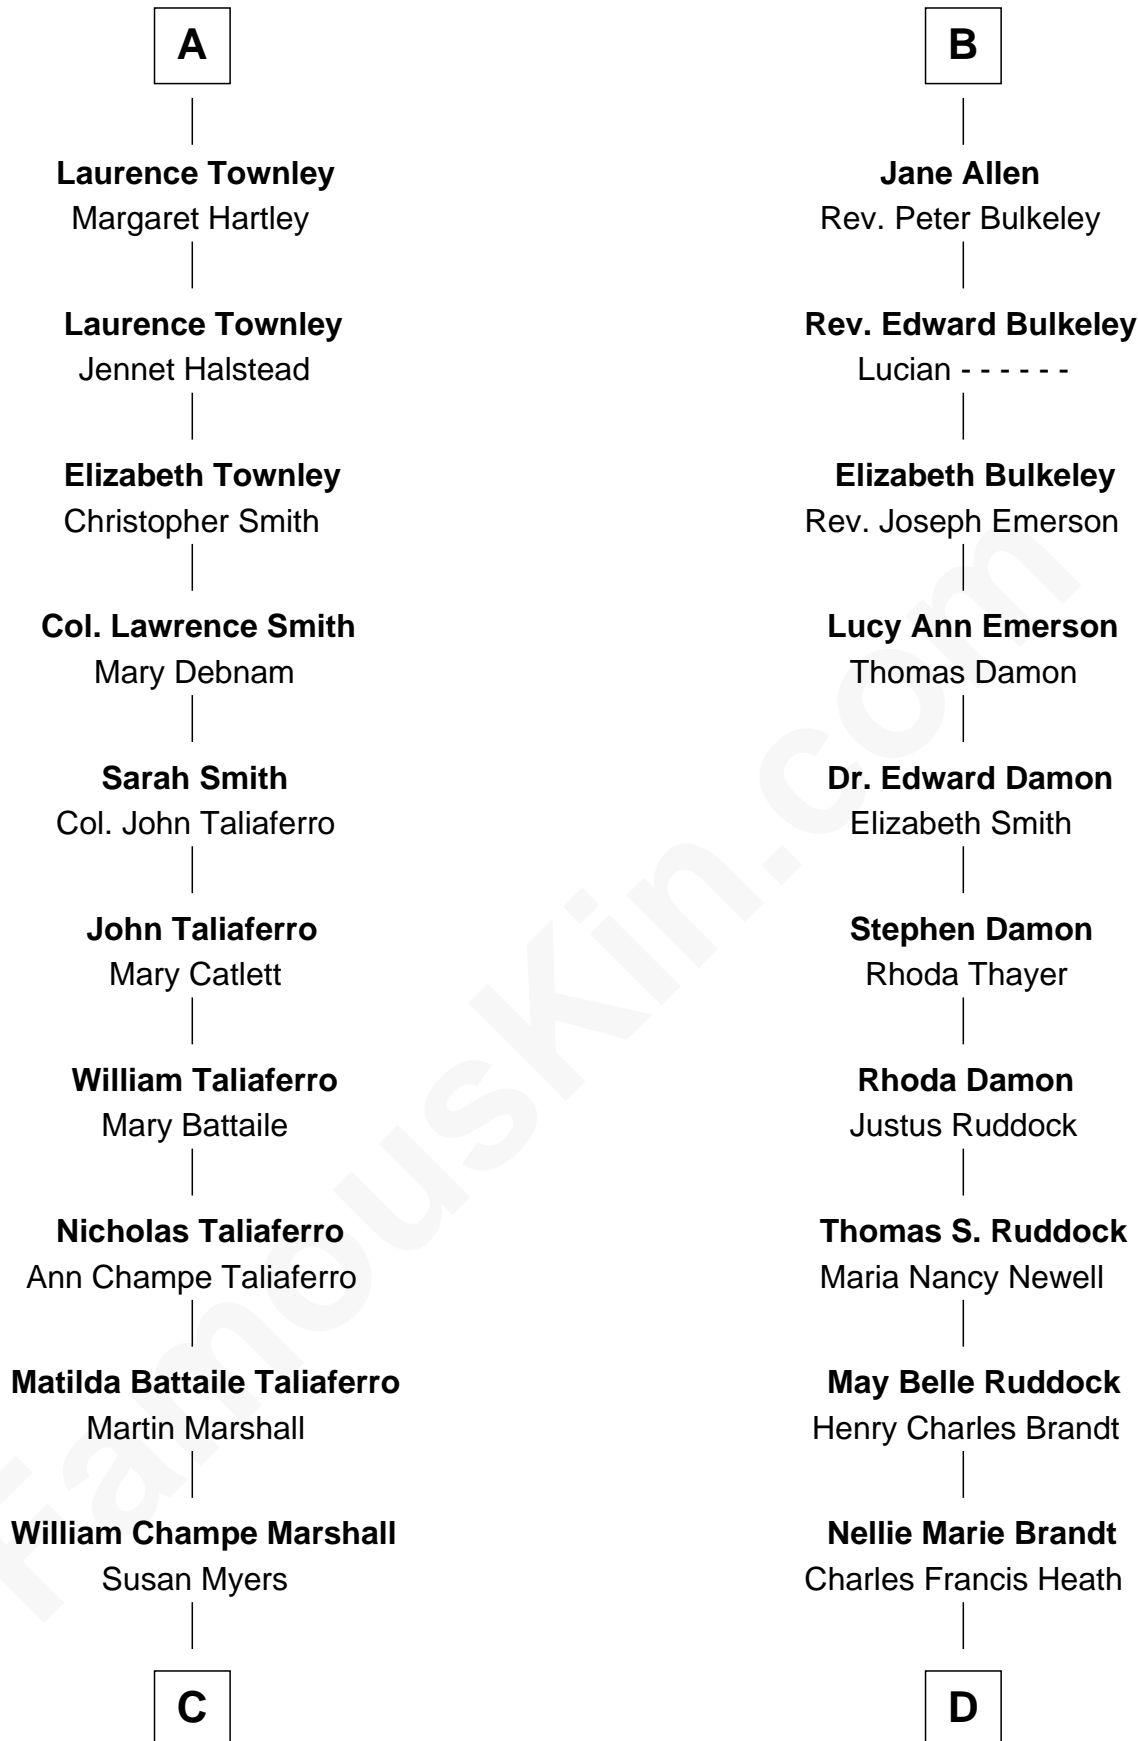 A
Laurence Townley
Margaret Hartley
Laurence Townley
Jennet Halstead
Elizabeth Townley
Christopher Smith
Col. Lawrence Smith
Mary Debnam
Sarah Smith
Col. John Taliaferro
John Taliaferro
Mary Catlett
William Taliaferro
Mary Battaile
Nicholas Taliaferro
Ann Champe Taliaferro
Matilda Battaile Taliaferro
Martin Marshall
William Champe Marshall
Susan Myers
C
B
Jane Allen
Rev. Peter Bulkeley
Rev. Edward Bulkeley
Lucian - - - - - -
Elizabeth Bulkeley
Rev. Joseph Emerson
Lucy Ann Emerson
Thomas Damon
Dr. Edward Damon
Elizabeth Smith
Stephen Damon
Rhoda Thayer
Rhoda Damon
Justus Ruddock
Thomas S. Ruddock
Maria Nancy Newell
May Belle Ruddock
Henry Charles Brandt
Nellie Marie Brandt
Charles Francis Heath
D
FamousKin.com